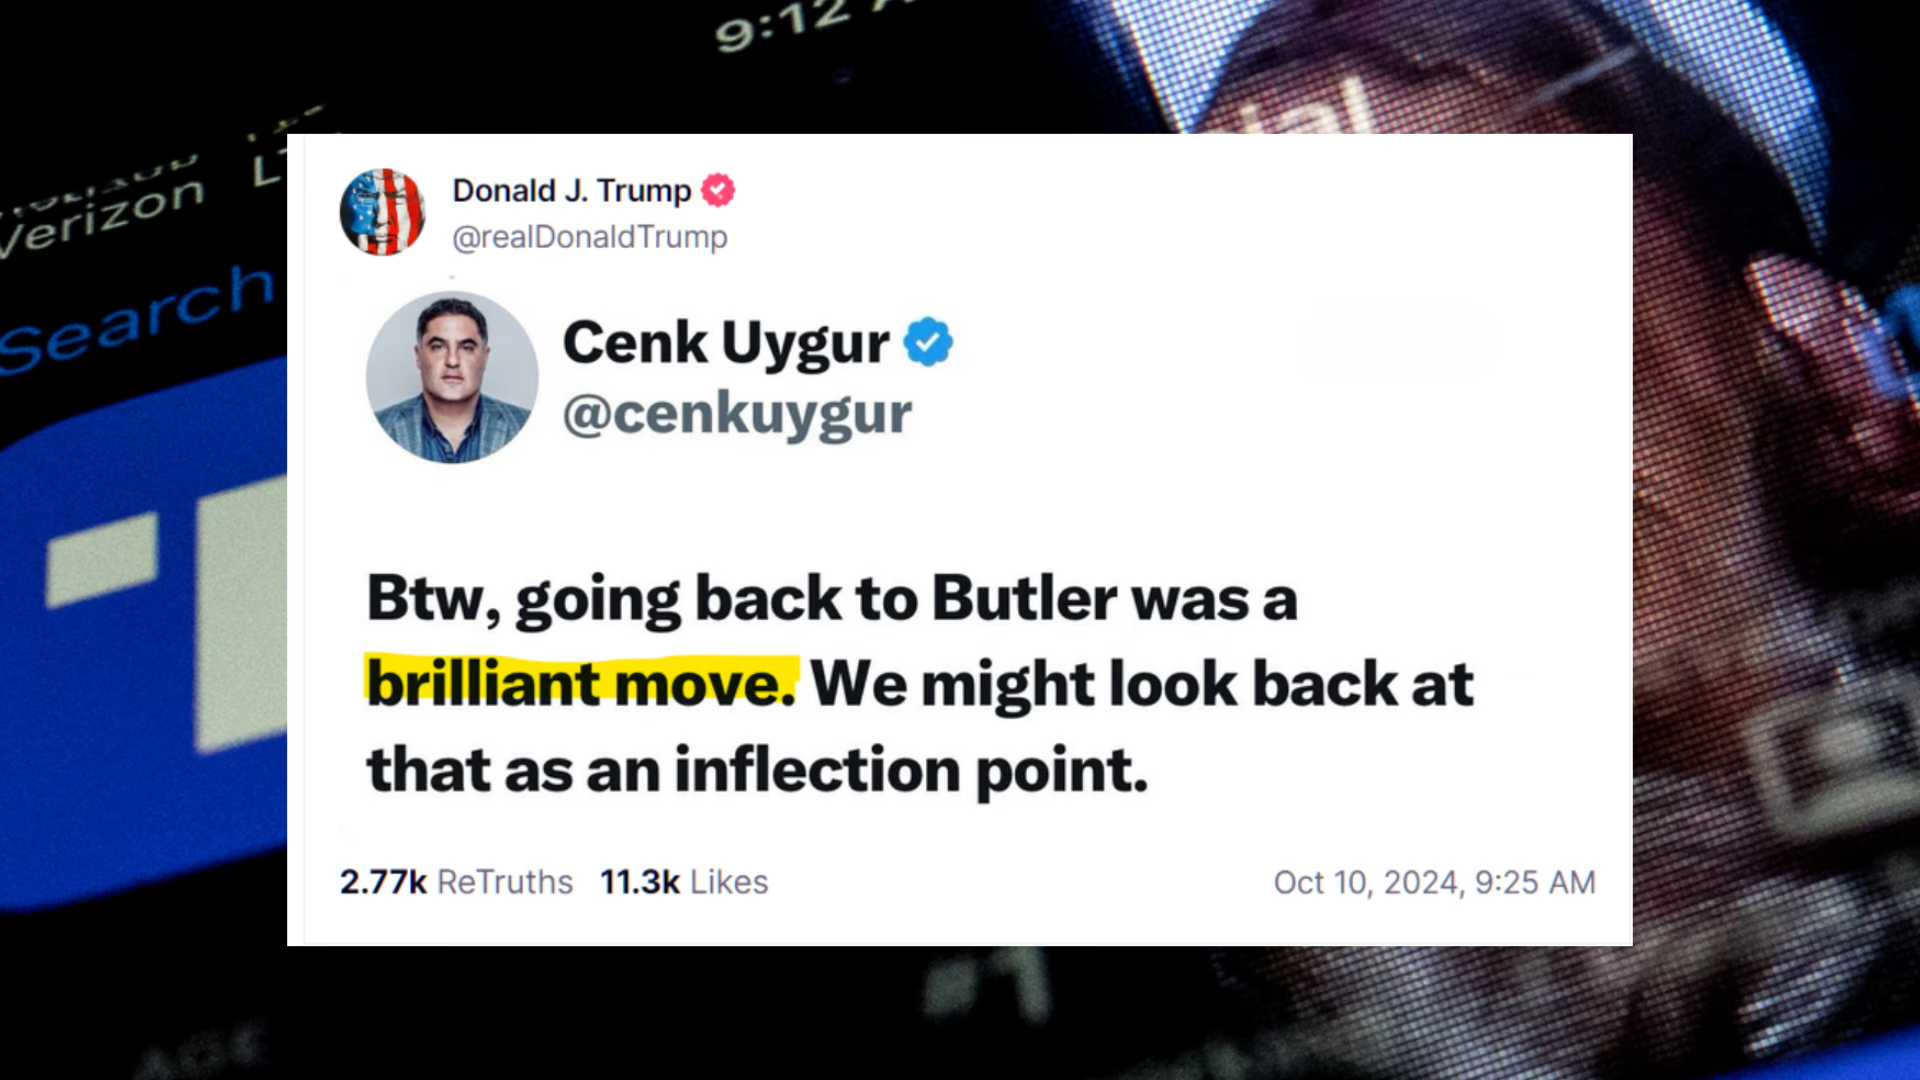 9:12
Verizon
Search
Donald J. Trump
@realDonaldTrump
Cenk Uygur
@cenkuygur
Btw, going back to Butler was a
brilliant move. We might look back at
that as an inflection point.
2.77k ReTruths 11.3k Likes
Oct 10, 2024, 9:25 AM
#1